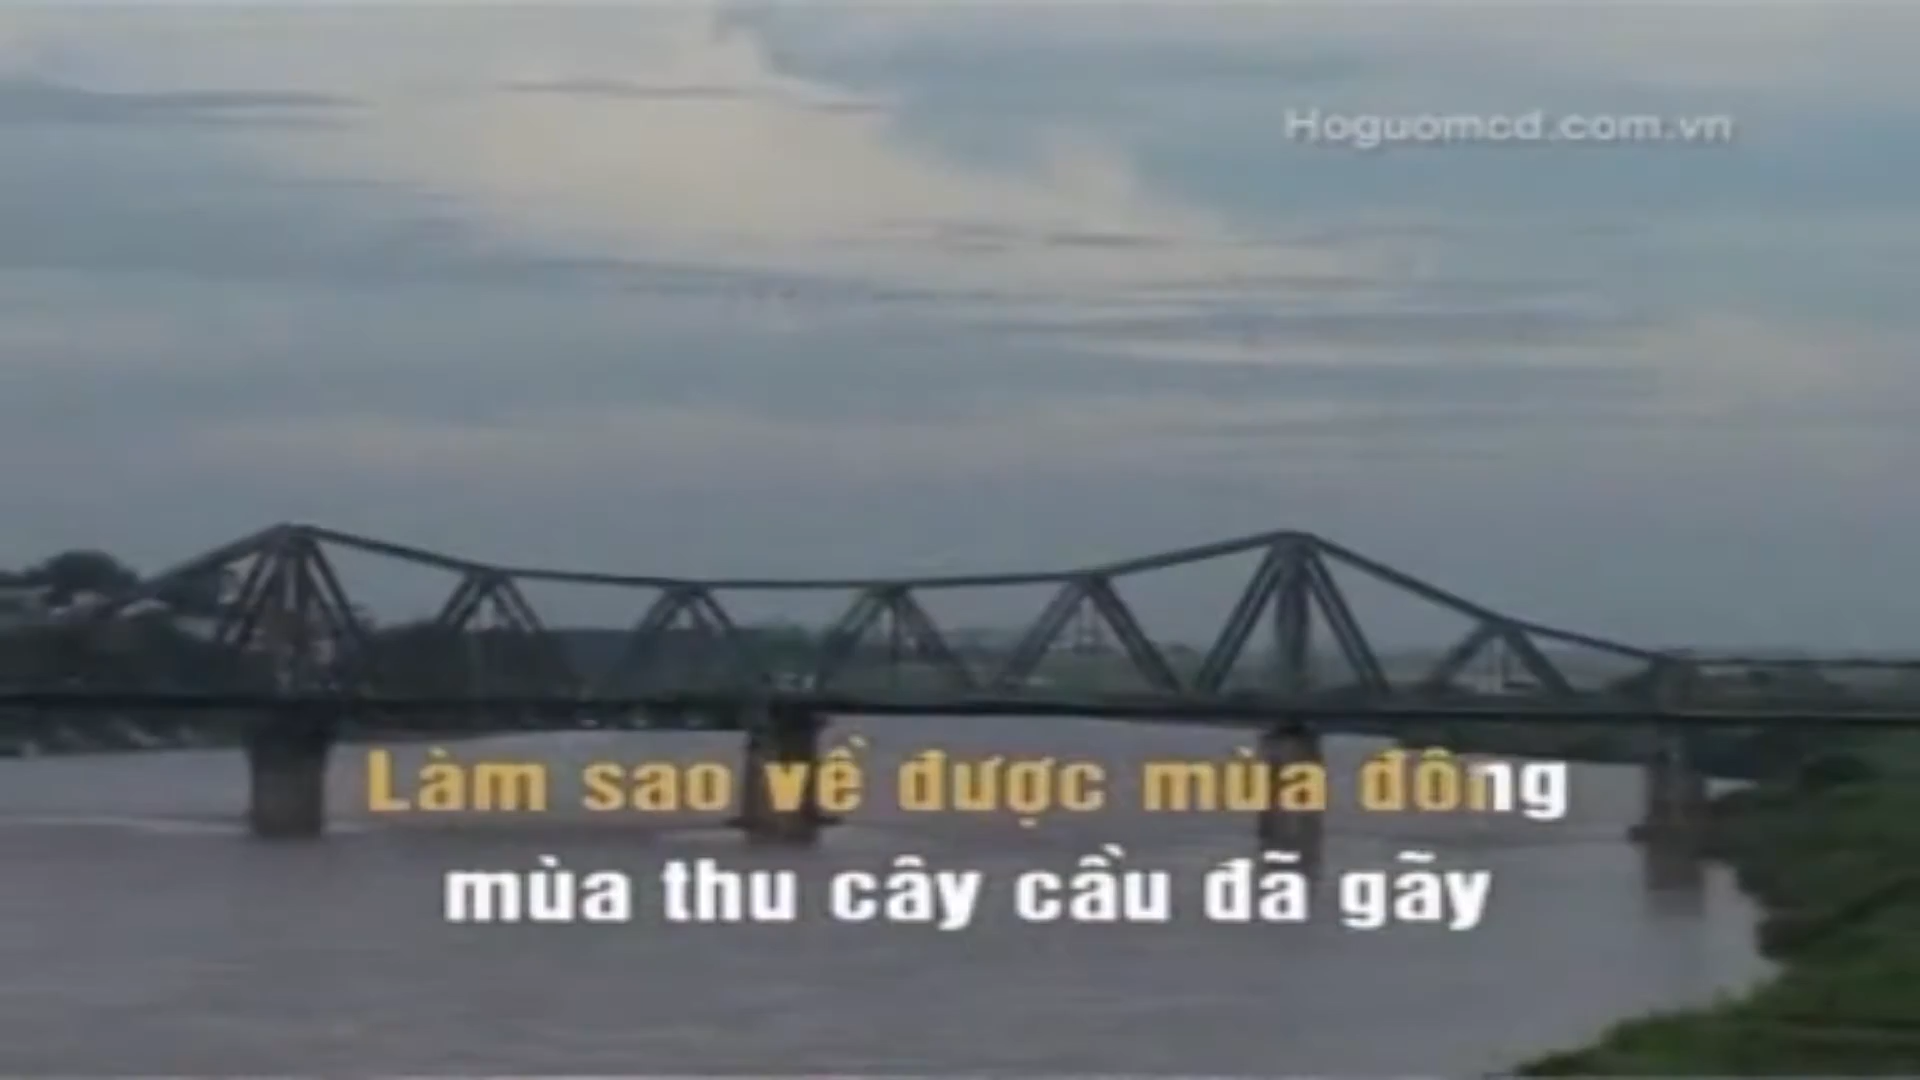 Hoguomcd.com.vn
Làm sao về được mùa đông
mùa thu cây cầu đã gãy